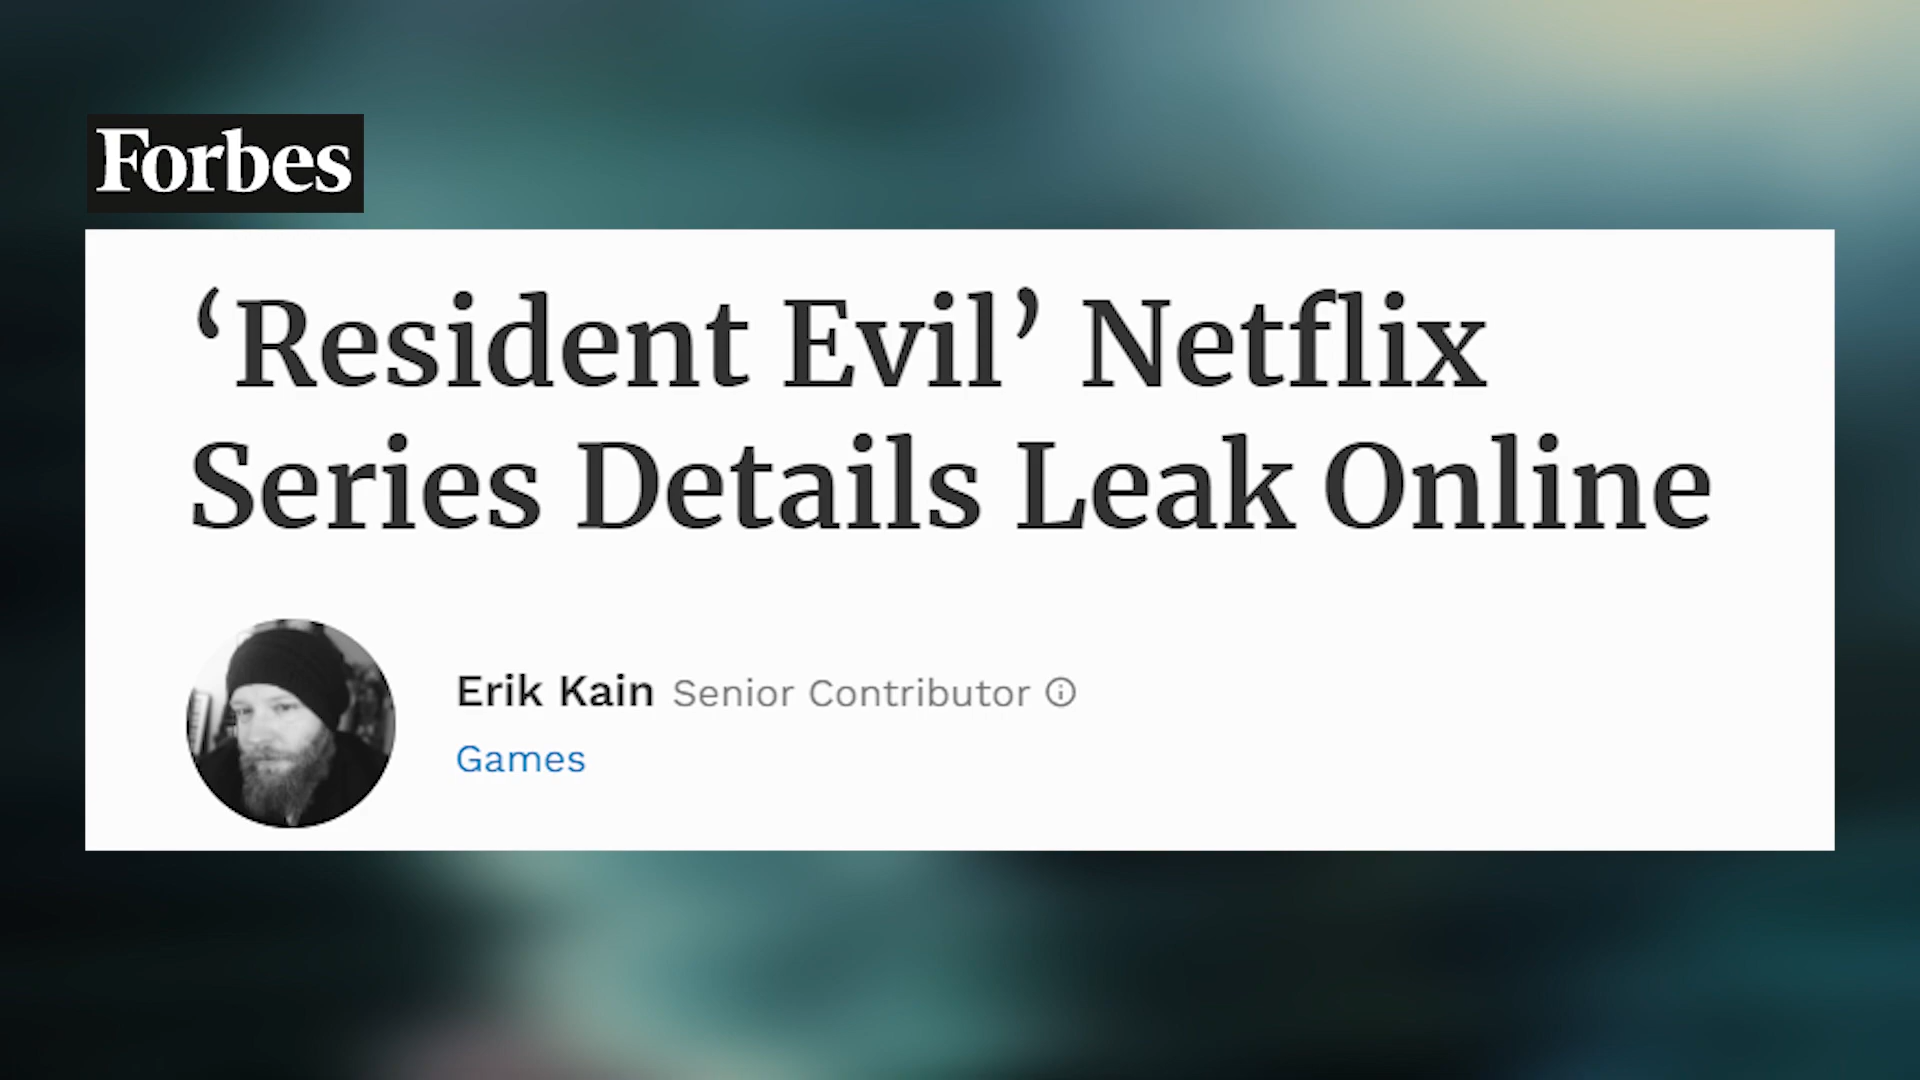 Forbes
‘Resident Evil’ Netflix
Series Details Leak Online
Erik Kain Senior Contributor
Games